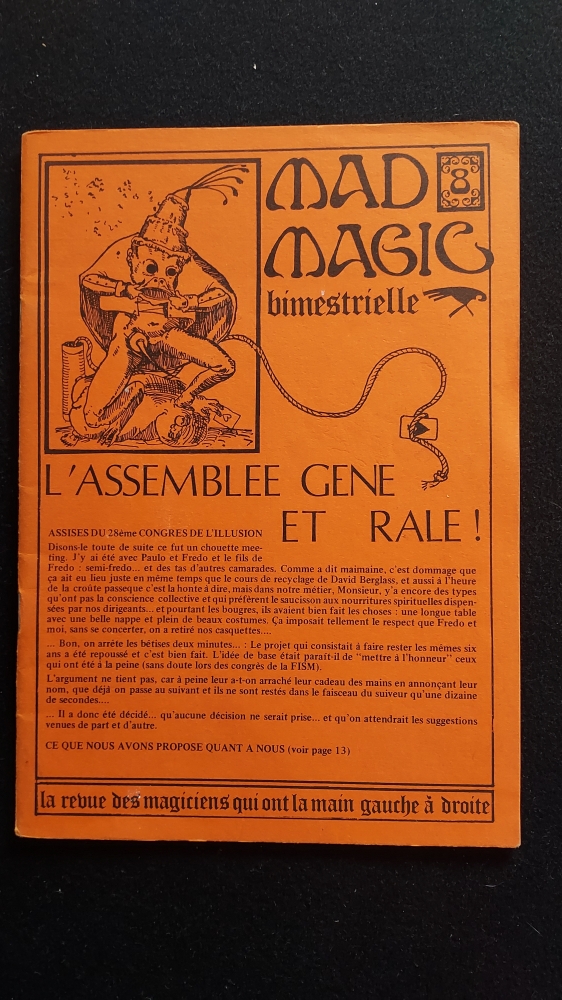 MAD 8
MAGIC
bimestrielle
L'ASSEMBLEE GENE
ET RALE !
ASSISES DU 28ème CONGRES DE L'ILLUSION
Disons-le toute de suite ce fut un chouette mee-
ting. J'y ai été avec Paulo et Fredo et le fils de
Fredo : semi-fredo... et des tas d'autres camarades. Comme a dit maimaine, c'est dommage que
ça ait eu lieu juste en même temps que le cours de recyclage de David Berglass, et aussi à l'heure
de la croûte passeque c'est la honte à dire, mais dans notre métier, Monsieur, y'a encore des types
qu'ont pas la conscience collective et qui préfèrent le saucisson aux nourritures spirituelles dispen-
sées par nos dirigeants... et pourtant les bougres, ils avaient bien fait les choses : une longue table
avec une belle nappe et plein de beaux costumes. Ça imposait tellement le respect que Fredo et
moi, sans se concerter, on a retiré nos casquettes....
... Bon, on arrête les bêtises deux minutes... : Le projet qui consistait à faire rester les mêmes six
ans a été repoussé et c'est bien fait. L'idée de base était paraît-il de "mettre à l'honneur" ceux
qui ont été à la peine (sans doute lors des congrès de la FISM).
L'argument ne tient pas, car à peine leur a-t-on arraché leur cadeau des mains en annonçant leur
nom, que déjà on passe au suivant et ils ne sont restés dans le faisceau du suiveur qu'une dizaine
de secondes....
... Il a donc été décidé... qu'aucune décision ne serait prise... et qu'on attendrait les suggestions
venues de part et d'autre.
CE QUE NOUS AVONS PROPOSE QUANT A NOUS (voir page 13)
la revue des magiciens qui ont la main gauche à droite